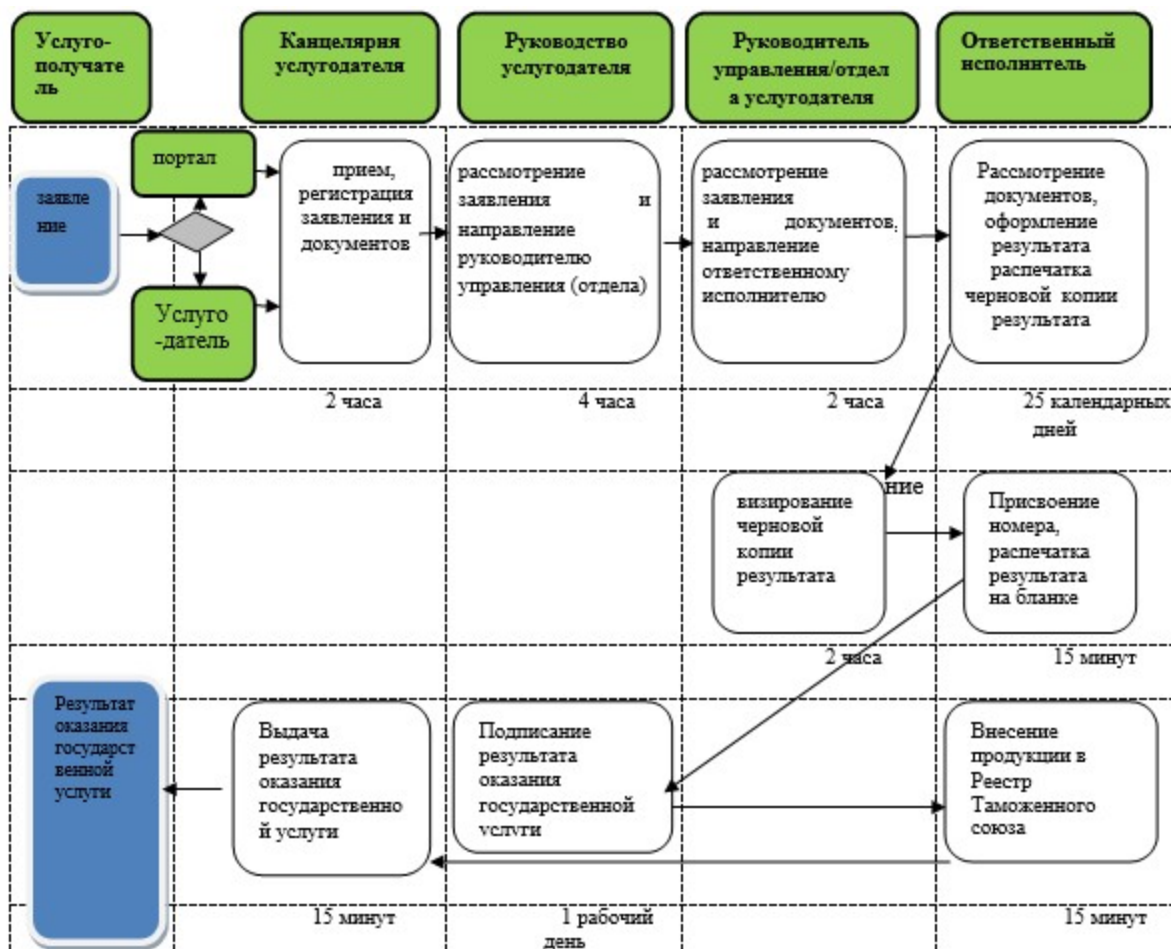 Услуго-
получате
ль
Канцелярия
услугодателя
Руководство
услугодателя
Руководитель
управления/отдел
а услугодателя
Ответственный
исполнитель
заявле
ние
портал
Услуго
-датель
прием,
регистрация
заявления и
документов
рассмотрение
заявления и
направление
руководителю
управления (отдела)
рассмотрение
заявления
и документов,
направление
ответственному
исполнителю
Рассмотрение
документов,
оформление
результата
распечатка
черновой копии
результата
2 часа
4 часа
2 часа
25 календарных
дней
ние
визирование
черновой
копии
результата
Присвоение
номера,
распечатка
результата
на бланке
2 часа
15 минут
Результат
оказания
государст
венной
услуги
Выдача
результата
оказания
государственно
й услуги
Подписание
результата
оказания
государственной
услуги
Внесение
продукции в
Реестр
Таможенного
союза
15 минут
1 рабочий
день
15 минут